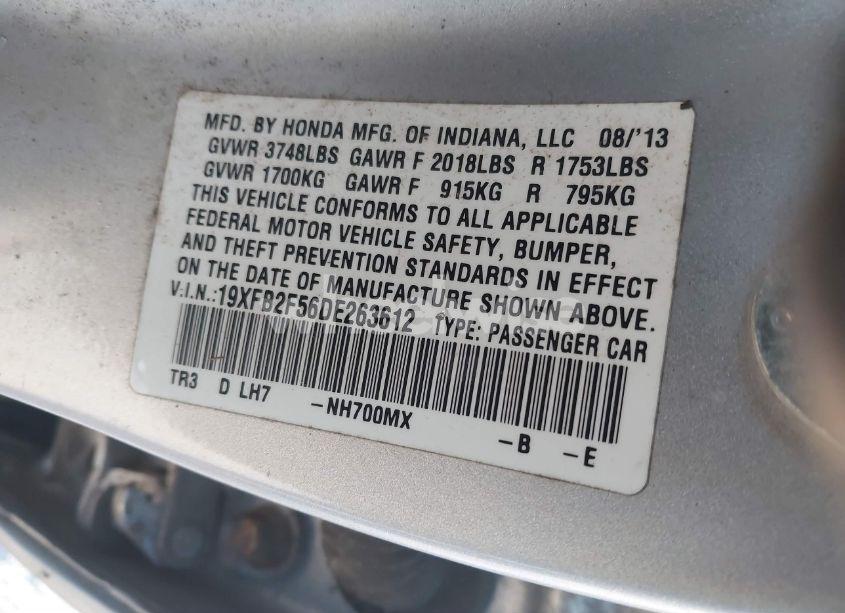 MFD. BY HONDA MFG. OF INDIANA, LLC 08/'13
GVWR 3748LBS GAWR F 2018LBS R 1753LBS
GVWR 1700KG GAWR F 915KG R 795KG
THIS VEHICLE CONFORMS TO ALL APPLICABLE
FEDERAL MOTOR VEHICLE SAFETY, BUMPER,
AND THEFT PREVENTION STANDARDS IN EFFECT
ON THE DATE OF MANUFACTURE SHOWN ABOVE.
V.I.N.:19XFB2F56DE263612 TYPE: PASSENGER CAR
TR3 D LH7 -NH700MX -B -E